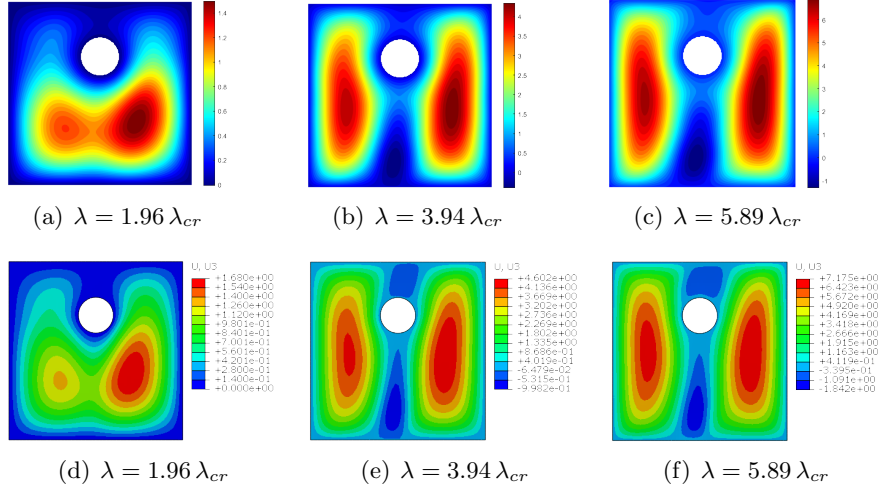 1.4
1.2
1
0.8
0.6
0.4
0.2
0
4
3.5
3
2.5
2
1.5
1
0.5
0
6
5
4
3
2
1
0
-1
(a) λ = 1.96 λcr
(b) λ = 3.94 λcr
(c) λ = 5.89 λcr
U, U3
+1.680e+00
+1.540e+00
+1.400e+00
+1.260e+00
+1.120e+00
+9.801e-01
+8.401e-01
+7.001e-01
+5.601e-01
+4.201e-01
+2.800e-01
+1.400e-01
+0.000e+00
U, U3
+4.602e+00
+4.136e+00
+3.669e+00
+3.202e+00
+2.736e+00
+2.269e+00
+1.802e+00
+1.335e+00
+8.686e-01
+4.019e-01
-6.479e-02
-5.315e-01
-9.982e-01
U, U3
+7.175e+00
+6.423e+00
+5.672e+00
+4.920e+00
+4.169e+00
+3.418e+00
+2.666e+00
+1.915e+00
+1.163e+00
+4.119e-01
-3.395e-01
-1.091e+00
-1.842e+00
(d) λ = 1.96 λcr
(e) λ = 3.94 λcr
(f) λ = 5.89 λcr